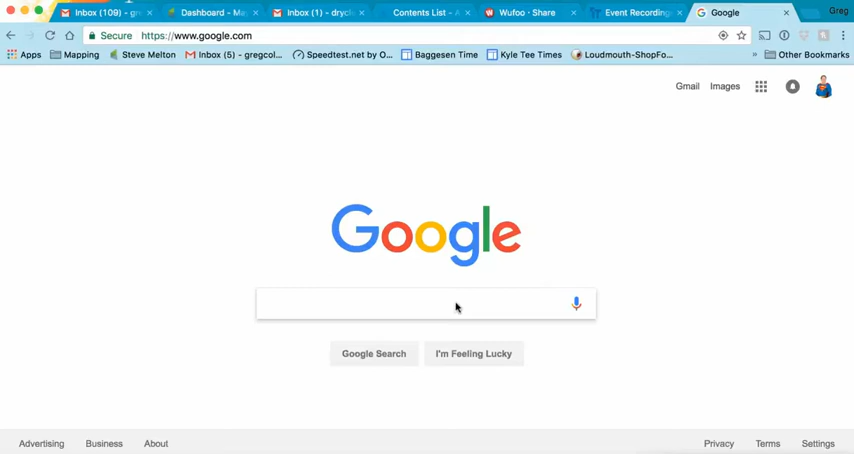 Inbox (109) - gr Dashboard - Ma Inbox (1) - drycl Contents List - A Wufoo · Share Event Recording Google Greg
Secure https://www.google.com
Apps Mapping Steve Melton Inbox (5) - gregcol... Speedtest.net by O... Baggesen Time Kyle Tee Times Loudmouth-ShopFo... » Other Bookmarks
Gmail Images
Google
Google Search I'm Feeling Lucky
Advertising Business About Privacy Terms Settings